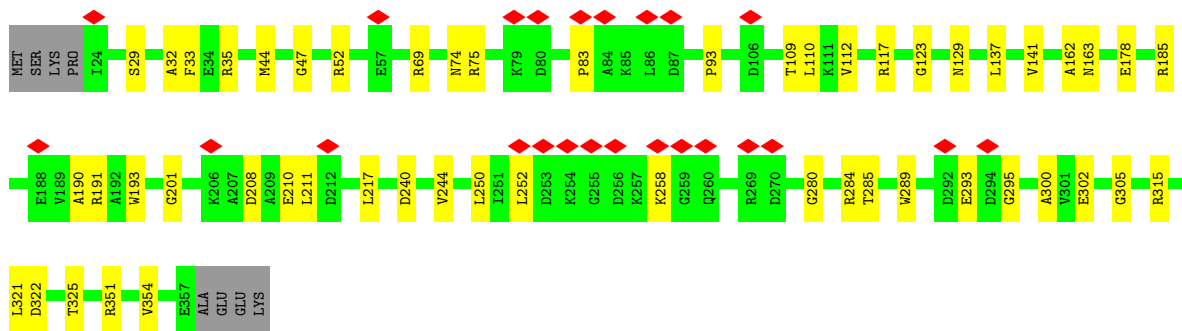 MET SER LYS PRO I24 S29 A32 F33 E34 R35 M44 G47 R52 E57 R69 N74 R75 K79 D80 P83 A84 K85 L86 D87 P93 D106 T109 L110 K111 V112 R117 G123 N129 L137 V141 A162 N163 E178 R185
E188 V189 A190 R191 A192 W193 G201 K206 A207 D208 A209 E210 L211 D212 L217 D240 V244 L250 I251 L252 D253 K254 G255 D256 K257 K258 G259 Q260 R269 D270 G280 R284 T285 W289 D292 E293 D294 G295 A300 V301 E302 G305 R315
L321 D322 T325 R351 V354 E357 ALA GLU GLU LYS